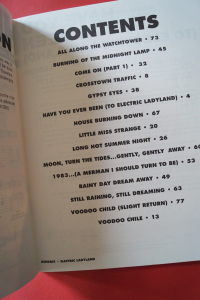 ON
CONTENTS
ALL ALONG THE WATCHTOWER • 73
BURNING OF THE MIDNIGHT LAMP • 45
COME ON (PART 1) • 32
CROSSTOWN TRAFFIC • 8
GYPSY EYES • 38
HAVE YOU EVER BEEN (TO ELECTRIC LADYLAND) • 4
HOUSE BURNING DOWN • 67
LITTLE MISS STRANGE • 20
LONG HOT SUMMER NIGHT • 26
MOON, TURN THE TIDES...GENTLY, GENTLY AWAY • 60
1983...(A MERMAN I SHOULD TURN TO BE) • 53
RAINY DAY DREAM AWAY • 49
STILL RAINING, STILL DREAMING • 63
VOODOO CHILD (SLIGHT RETURN) • 77
VOODOO CHILE • 13
LADYLAND